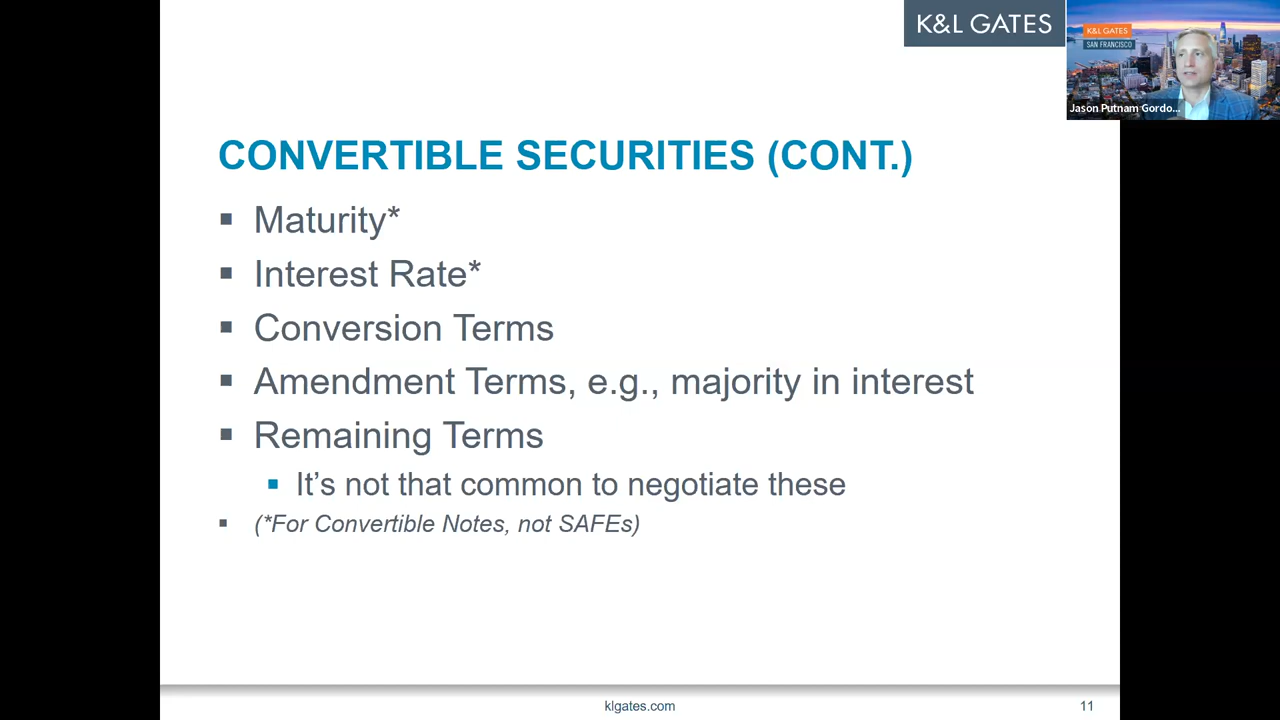 K&L GATES
K&L GATES
SAN FRANCISCO
Jason Putnam Gordo...
CONVERTIBLE SECURITIES (CONT.)
▪ Maturity*
▪ Interest Rate*
▪ Conversion Terms
▪ Amendment Terms, e.g., majority in interest
▪ Remaining Terms
▪ It's not that common to negotiate these
▪ (*For Convertible Notes, not SAFEs)
klgates.com
11